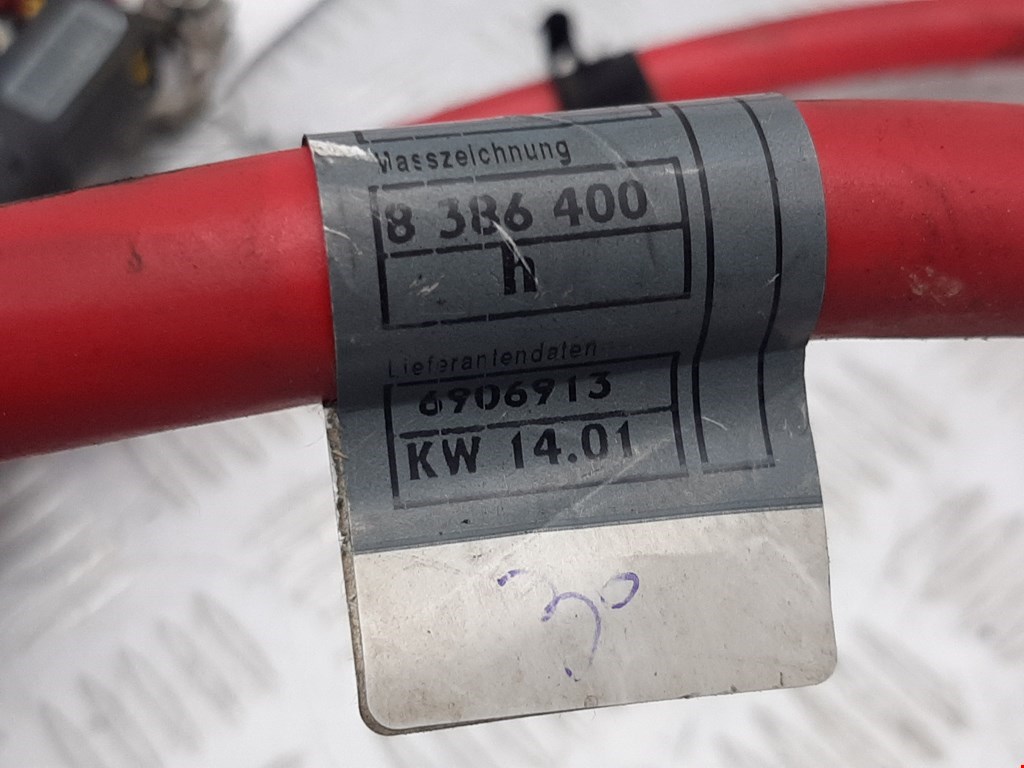 Masszeichnung
8 386 400
h
Lieferantendaten
6906913
KW 14.01